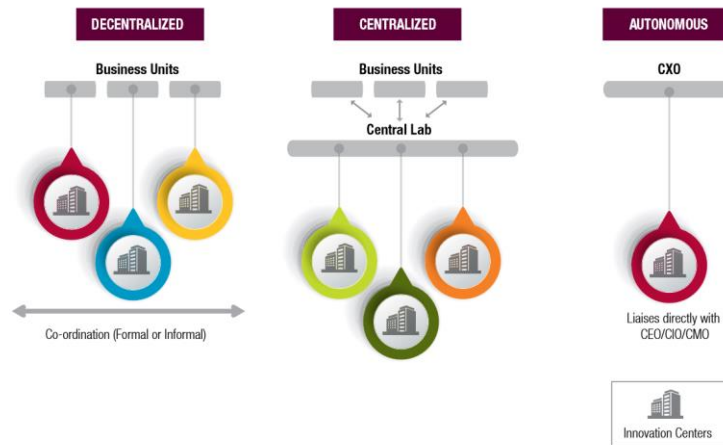 DECENTRALIZED
Business Units
Co-ordination (Formal or Informal)
CENTRALIZED
Business Units
Central Lab
AUTONOMOUS
CXO
Liaises directly with
CEO/CIO/CMO
Innovation Centers